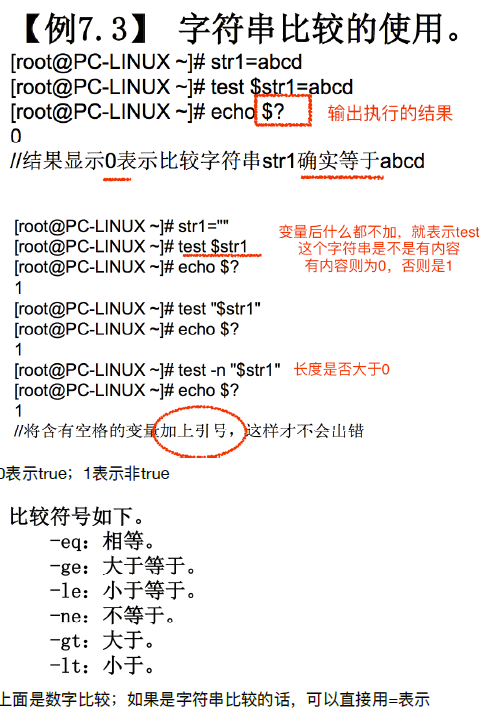 【例7.3】 字符串比较的使用。
[root@PC-LINUX ~]# str1=abcd
[root@PC-LINUX ~]# test $str1=abcd
[root@PC-LINUX ~]# echo $?
输出执行的结果
0
//结果显示0表示比较字符串str1确实等于abcd
[root@PC-LINUX ~]# str1=""
[root@PC-LINUX ~]# test $str1
[root@PC-LINUX ~]# echo $?
变量后什么都不加，就表示test
这个字符串是不是有内容
有内容则为0，否则是1
1
[root@PC-LINUX ~]# test "$str1"
[root@PC-LINUX ~]# echo $?
1
[root@PC-LINUX ~]# test -n "$str1" 长度是否大于0
[root@PC-LINUX ~]# echo $?
1
//将含有空格的变量加上引号，这样才不会出错
0表示true；1表示非true
比较符号如下。
-eq：相等。
-ge：大于等于。
-le：小于等于。
-ne：不等于。
-gt：大于。
-lt：小于。
上面是数字比较；如果是字符串比较的话，可以直接用=表示